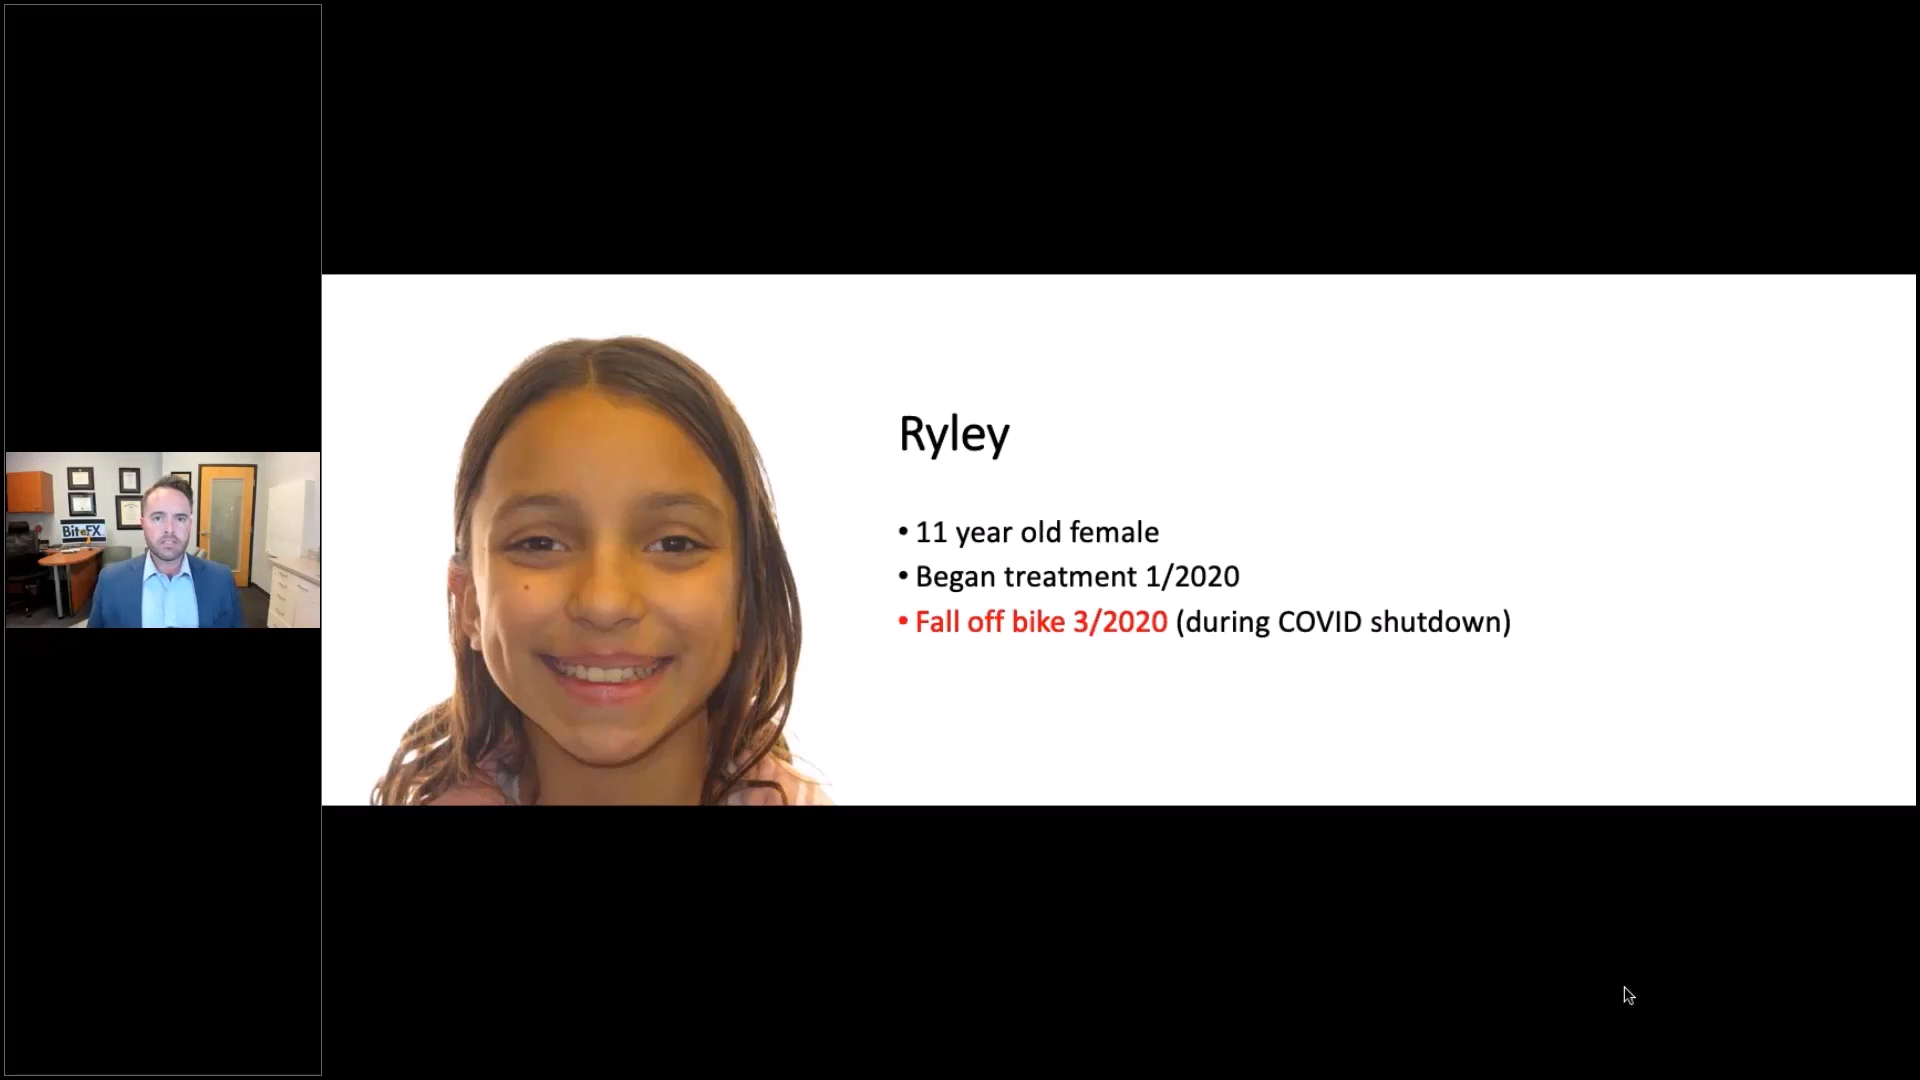 BiteFX
Ryley
• 11 year old female
• Began treatment 1/2020
• Fall off bike 3/2020 (during COVID shutdown)